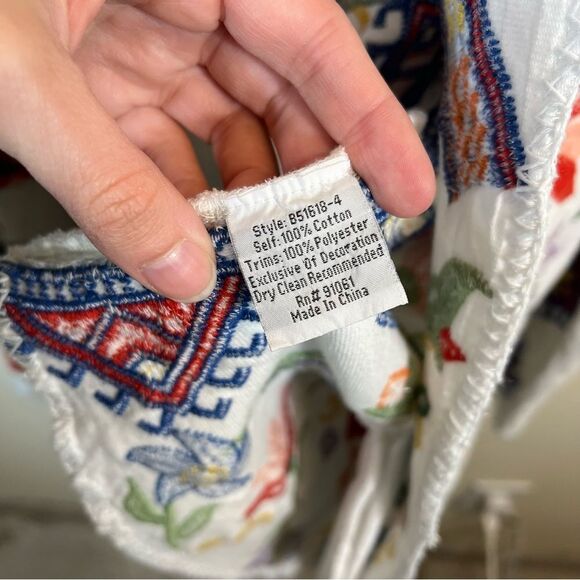 Style: B51618-4
Self: 100% Cotton
Trims: 100% Polyester
Exclusive Of Decoration
Dry Clean Recommended
Rn# 91061
Made In China